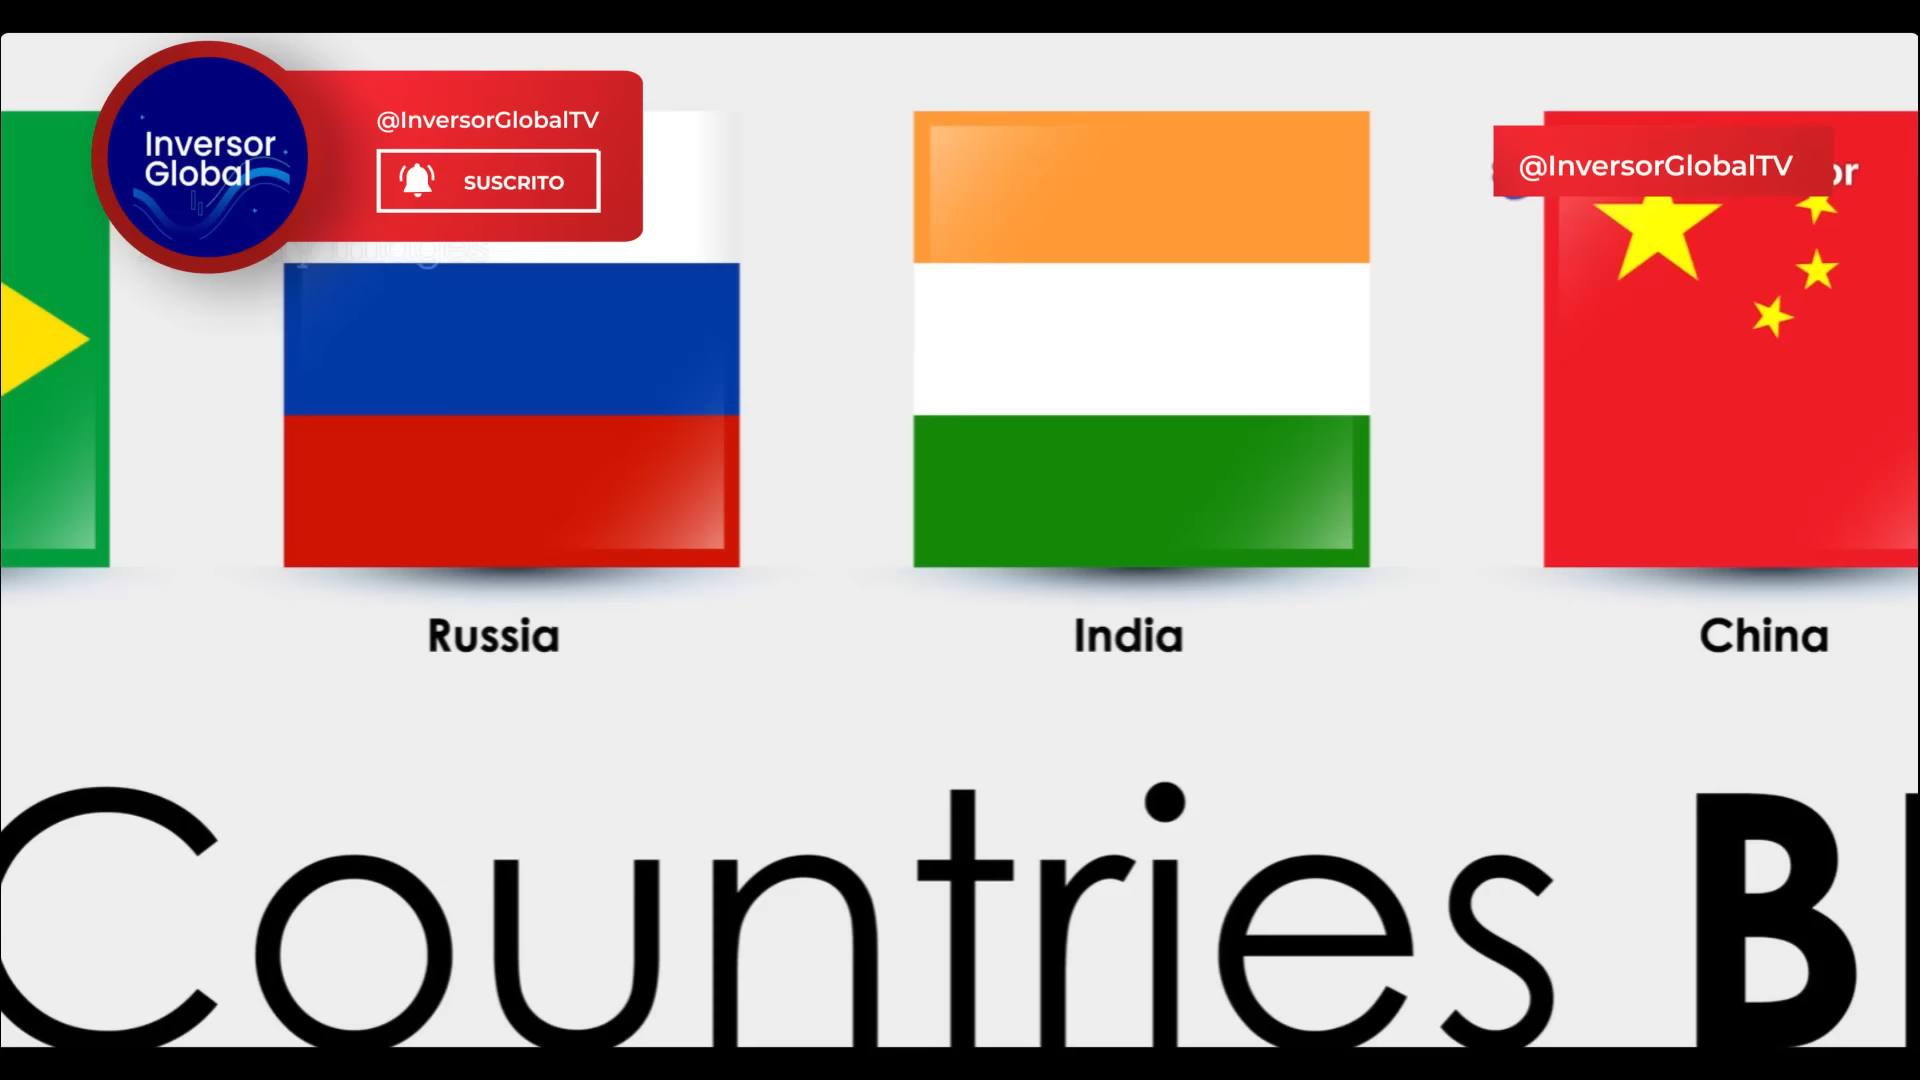 Inversor
Global
@InversorGlobalTV
SUSCRITO
@InversorGlobalTV
Russia
India
China
Countries